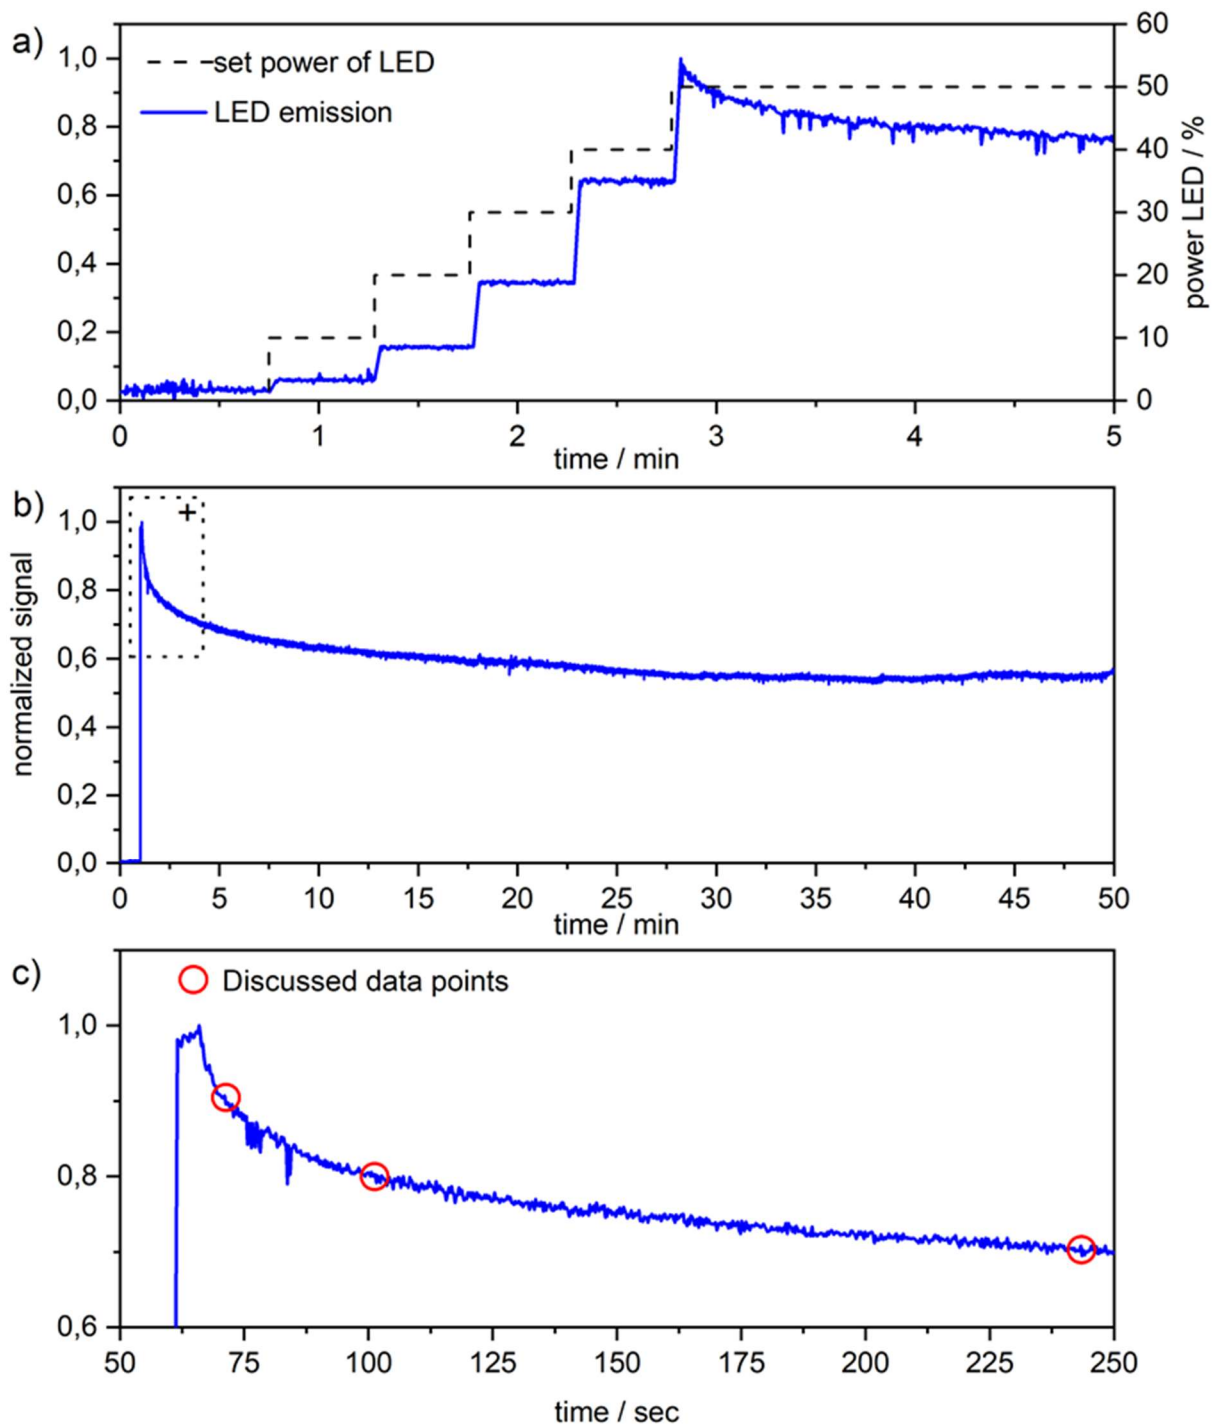 a)
set power of LED
LED emission
1,0
0,8
0,6
0,4
0,2
0,0
60
50
40
30
20
10
0
power LED / %
0 1 2 3 4 5
time / min
b)
+
1,0
0,8
0,6
0,4
0,2
0,0
normalized signal
0 5 10 15 20 25 30 35 40 45 50
time / min
c)
Discussed data points
1,0
0,8
0,6
50 75 100 125 150 175 200 225 250
time / sec